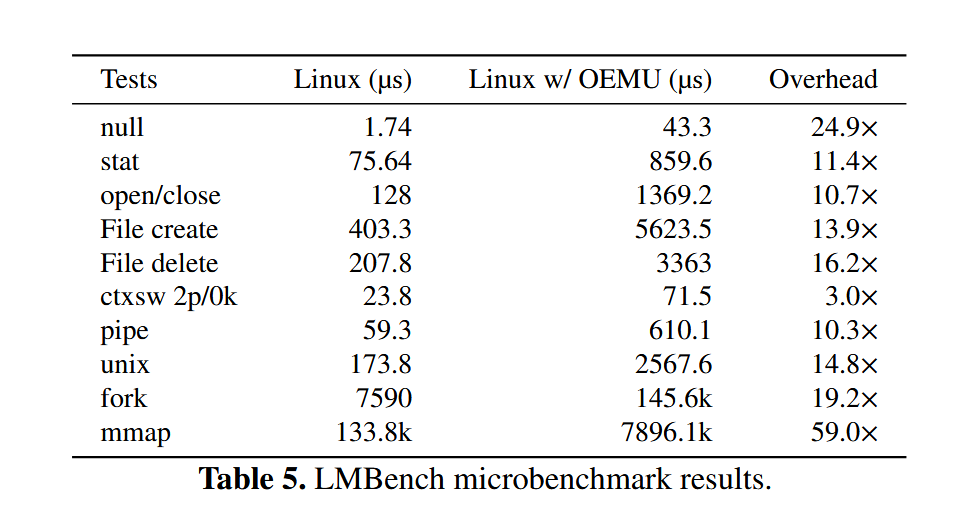 Tests Linux (µs) Linux w/ OEMU (µs) Overhead
null 1.74 43.3 24.9×
stat 75.64 859.6 11.4×
open/close 128 1369.2 10.7×
File create 403.3 5623.5 13.9×
File delete 207.8 3363 16.2×
ctxsw 2p/0k 23.8 71.5 3.0×
pipe 59.3 610.1 10.3×
unix 173.8 2567.6 14.8×
fork 7590 145.6k 19.2×
mmap 133.8k 7896.1k 59.0×
Table 5. LMBench microbenchmark results.